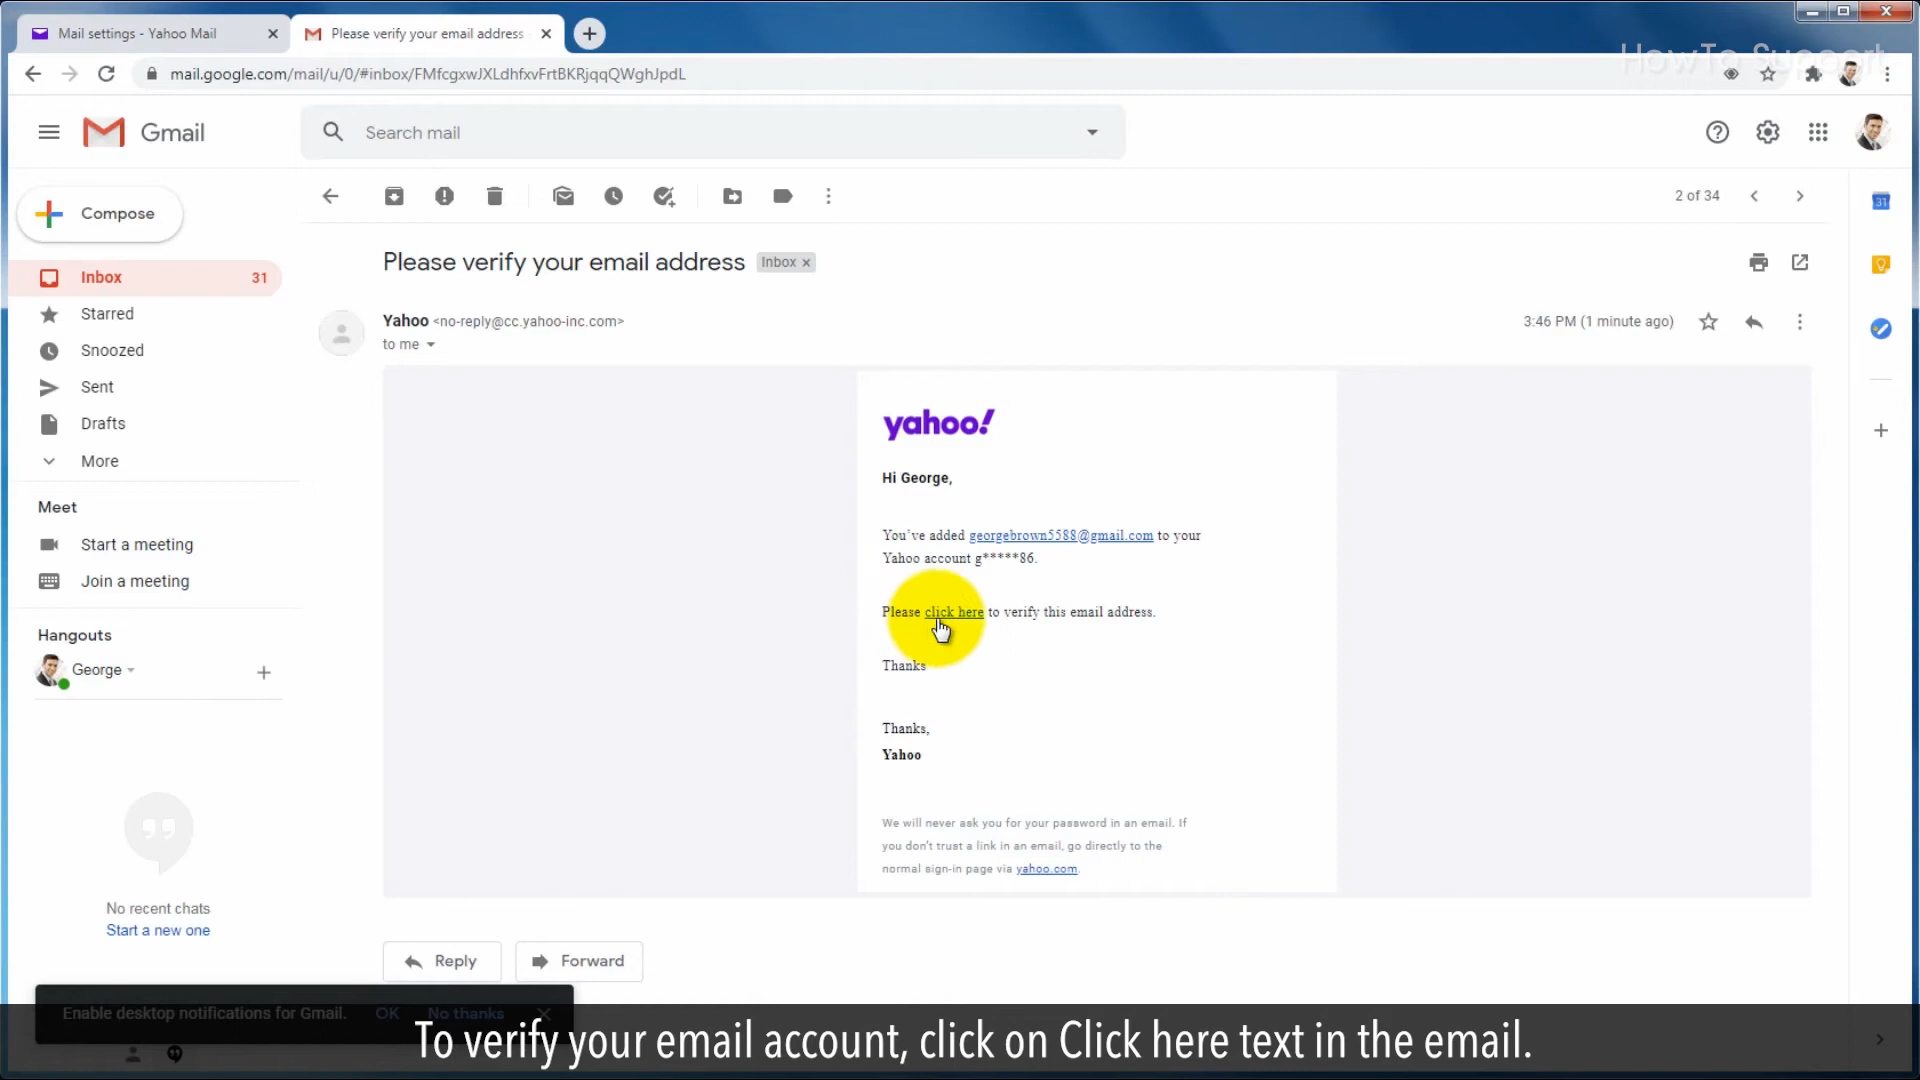 Mail settings - Yahoo Mail
Please verify your email address
HowTo Support
mail.google.com/mail/u/0/#inbox/FMfcgxwJXLdhfxvFrtBKRjqqQWghJpdL
Gmail
Search mail
Compose
2 of 34
31
Please verify your email address
Inbox ×
Inbox 31
Starred
Yahoo <no-reply@cc.yahoo-inc.com>
3:46 PM (1 minute ago)
to me
Snoozed
Sent
Drafts
More
yahoo!
Hi George,
You've added georgebrown5588@gmail.com to your
Yahoo account g*****86.
Please click here to verify this email address.
Thanks
Thanks,
Yahoo
We will never ask you for your password in an email. If
you don't trust a link in an email, go directly to the
normal sign-in page via yahoo.com.
Meet
Start a meeting
Join a meeting
Hangouts
George
No recent chats
Start a new one
Reply
Forward
Enable desktop notifications for Gmail. OK No thanks
To verify your email account, click on Click here text in the email.